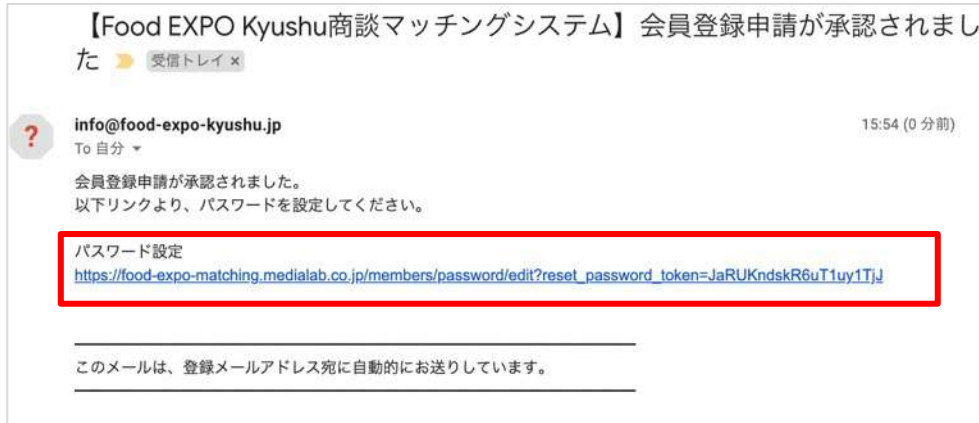 【Food EXPO Kyushu商談マッチングシステム】会員登録申請が承認されまし
た 受信トレイ ×
?
info@food-expo-kyushu.jp 15:54 (0 分前)
To 自分
会員登録申請が承認されました。
以下リンクより、パスワードを設定してください。
パスワード設定
https://food-expo-matching.medialab.co.jp/members/password/edit?reset_password_token=JaRUKndskR6uT1uy1TjJ
このメールは、登録メールアドレス宛に自動的にお送りしています。